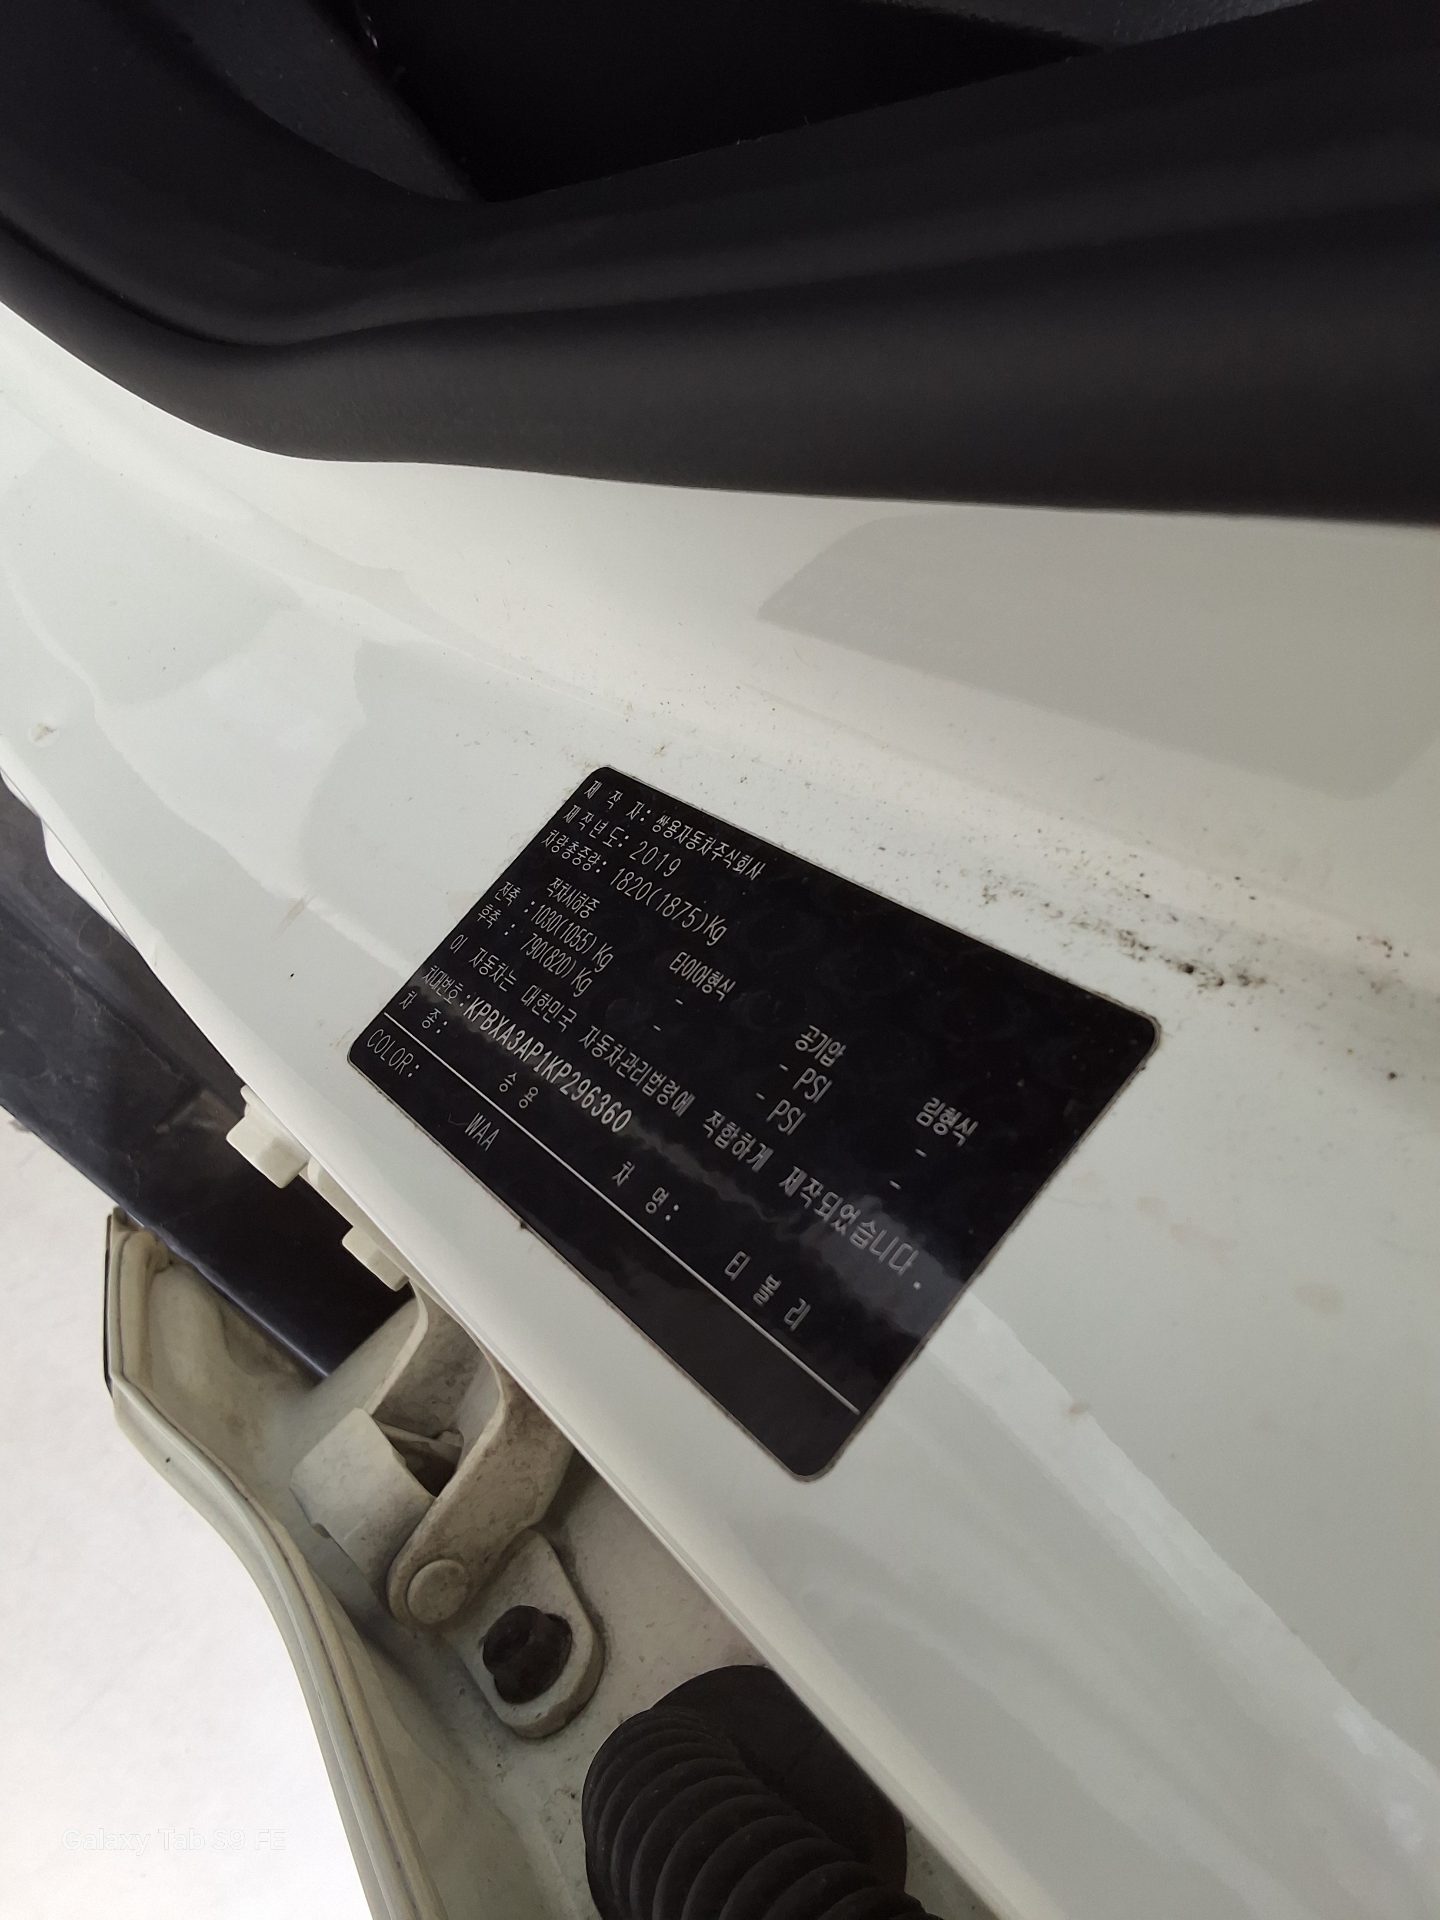 제 작 자: 쌍용자동차주식회사
제작년도: 2019
차량총중량: 1820(1875)Kg
적차시하중 타이어형식 공기압 림형식
전축 : 1030(1055)Kg - - PSI -
후축 : 790(820)Kg - - PSI -
이 자동차는 대한민국 자동차관리법령에 적합하게 제작되었습니다.
차대번호: KPBXA3AP1KP296360
차 종: 승용 차 명: 티볼리
COLOR: WAA
Galaxy Tab S9 FE